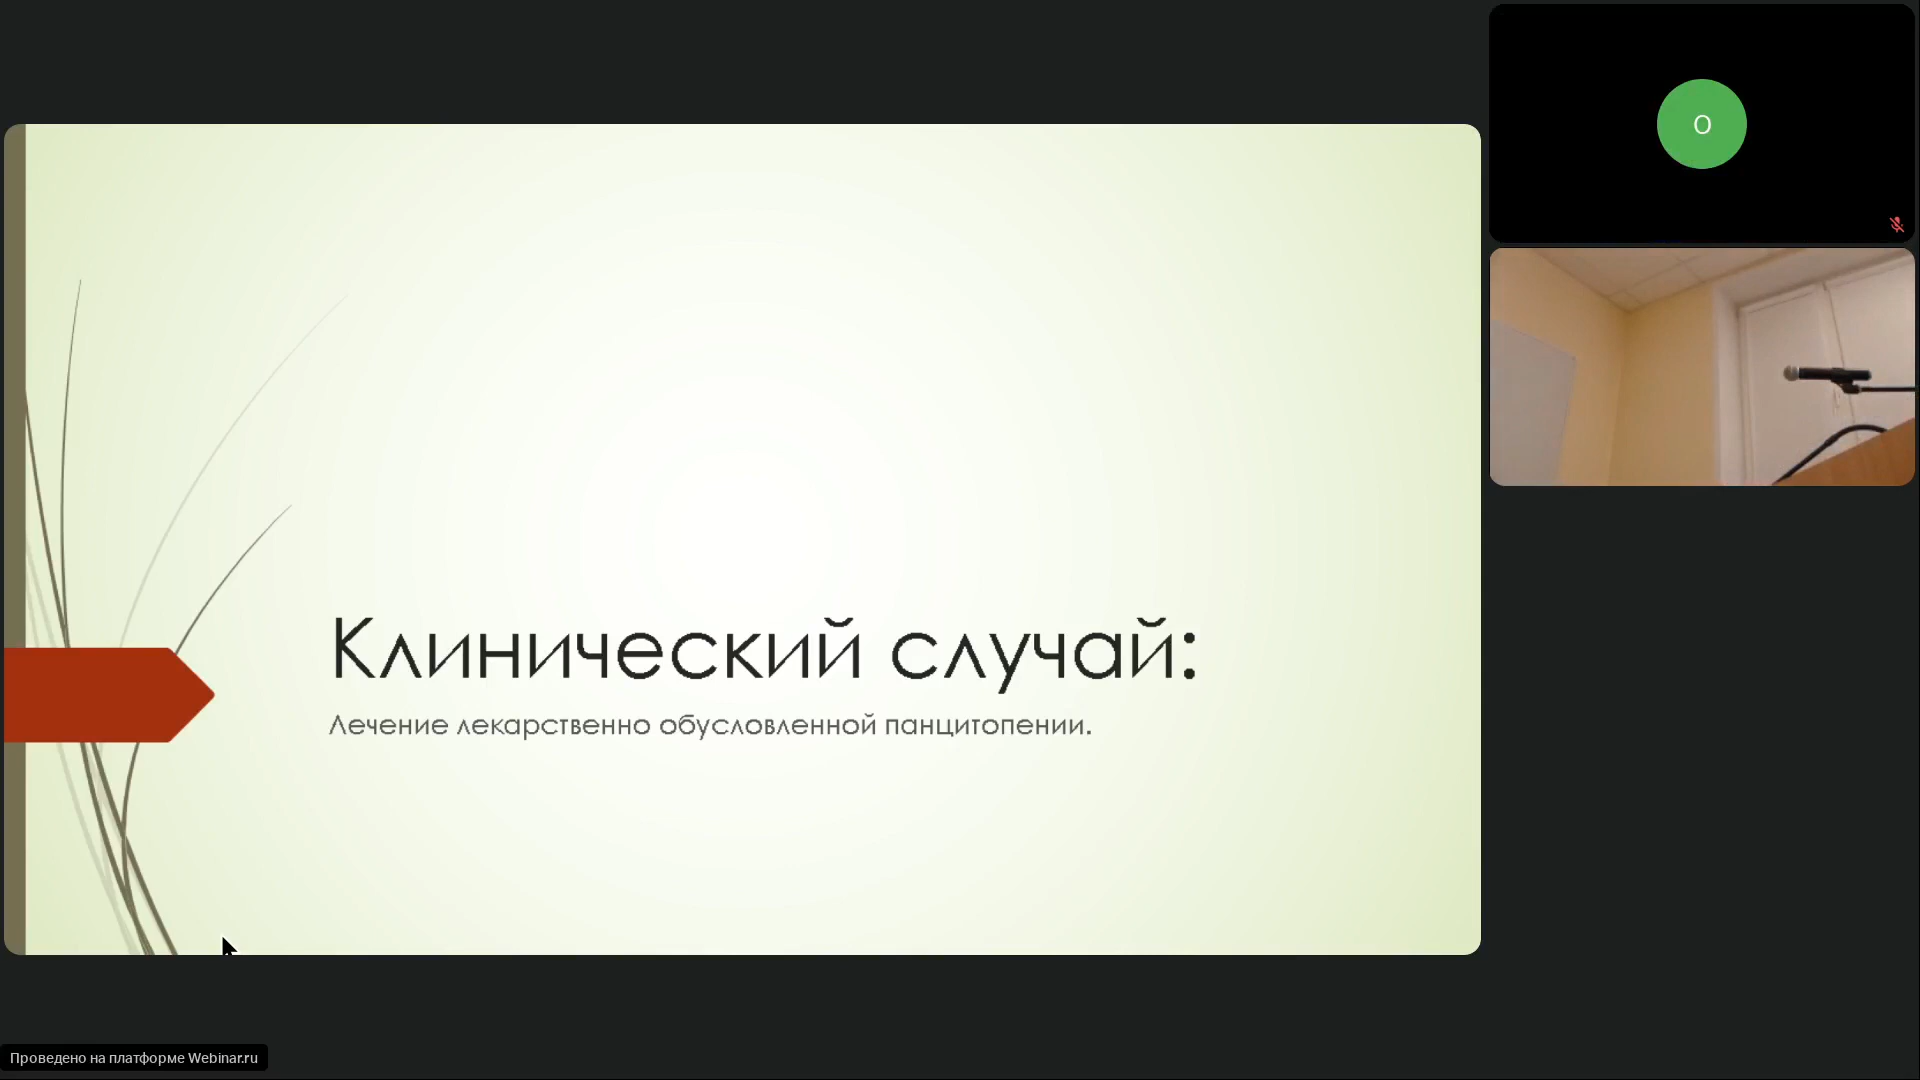 Клинический случай:
Лечение лекарственно обусловленной панцитопении.
О
Проведено на платформе Webinar.ru